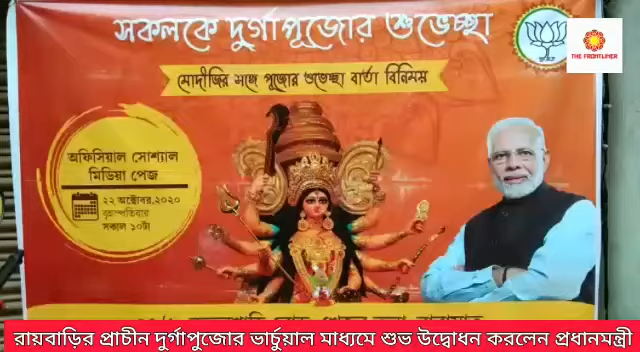 সকলকে দুর্গাপূজোর শুভেচ্ছা
মোদীজির সঙ্গে পুজোর শুভেচ্ছা বার্তা বিনিময়
THE FRONTLINER
অফিসিয়াল সোশ্যাল
মিডিয়া পেজ
২২ অক্টোবর,২০২০
বৃহস্পতিবার
সকাল ১০টা
রায়বাড়ির প্রাচীন দুর্গাপুজোর ভার্চুয়াল মাধ্যমে শুভ উদ্বোধন করলেন প্রধানমন্ত্রী